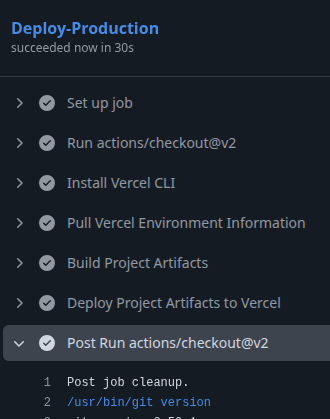 Deploy-Production
succeeded now in 30s
Set up job
Run actions/checkout@v2
Install Vercel CLI
Pull Vercel Environment Information
Build Project Artifacts
Deploy Project Artifacts to Vercel
Post Run actions/checkout@v2
1 Post job cleanup.
2 /usr/bin/git version